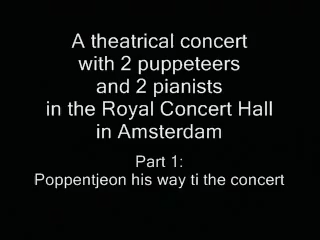 A theatrical concert
with 2 puppeteers
and 2 pianists
in the Royal Concert Hall
in Amsterdam
Part 1:
Poppentjeon his way ti the concert